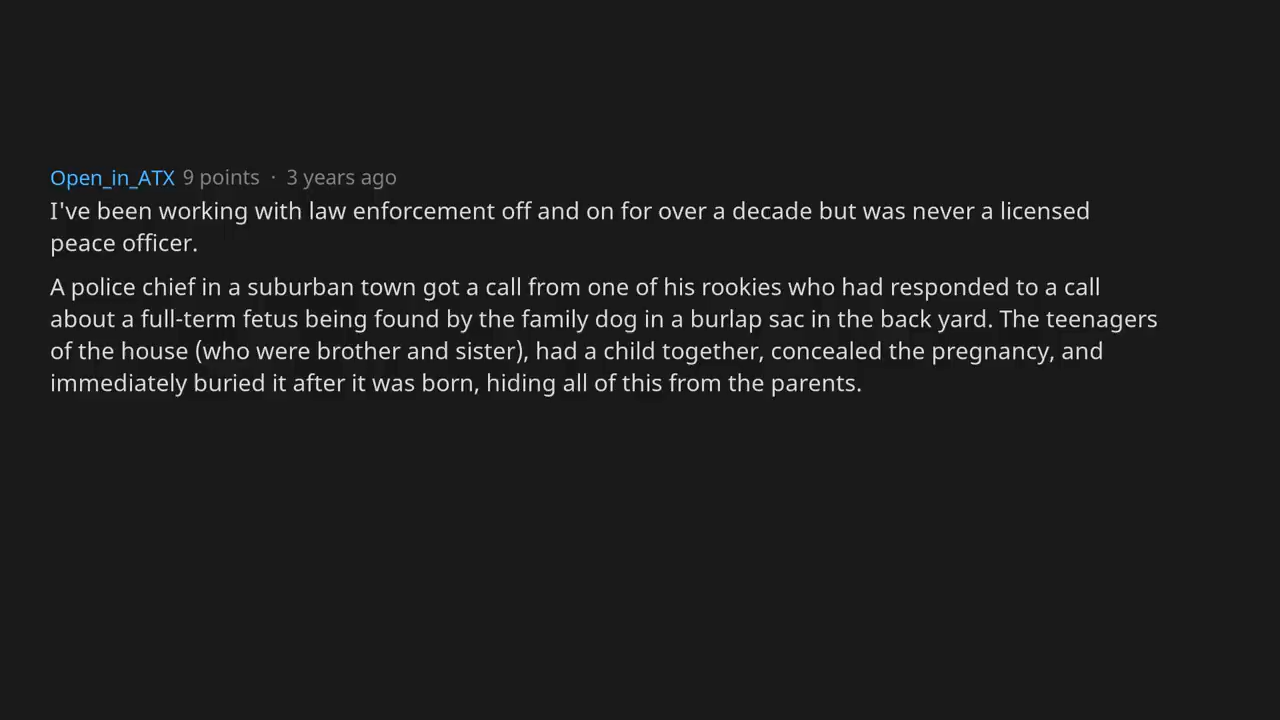 Open_in_ATX 9 points · 3 years ago
I've been working with law enforcement off and on for over a decade but was never a licensed
peace officer.
A police chief in a suburban town got a call from one of his rookies who had responded to a call
about a full-term fetus being found by the family dog in a burlap sac in the back yard. The teenagers
of the house (who were brother and sister), had a child together, concealed the pregnancy, and
immediately buried it after it was born, hiding all of this from the parents.